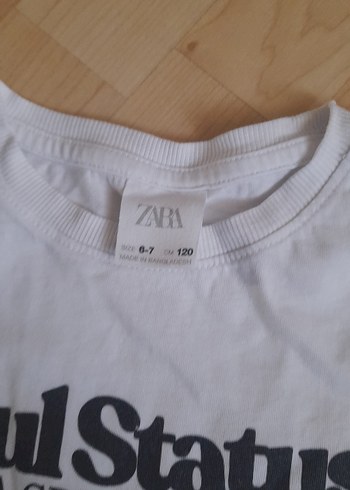 ZARA
SIZE 6-7 CM 120
MADE IN BANGLADESH
ul Status